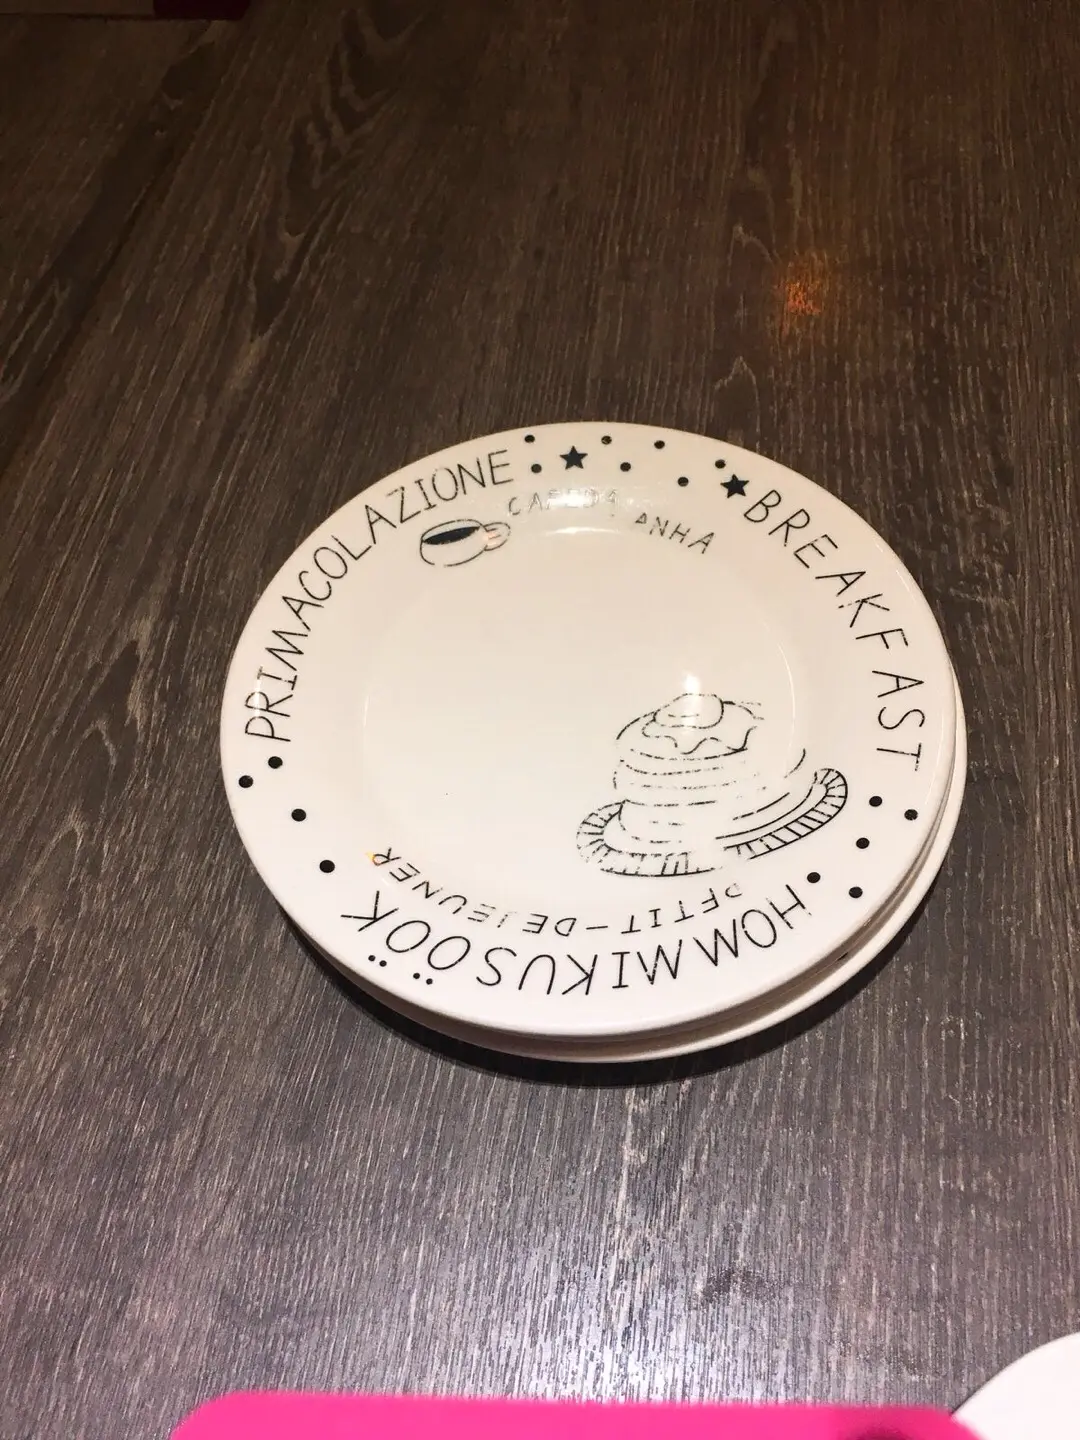 PRIMACOLAZIONE
BREAKFAST
HOMMIKUSÖÖK
ANHA
PETIT-DEJEUNER